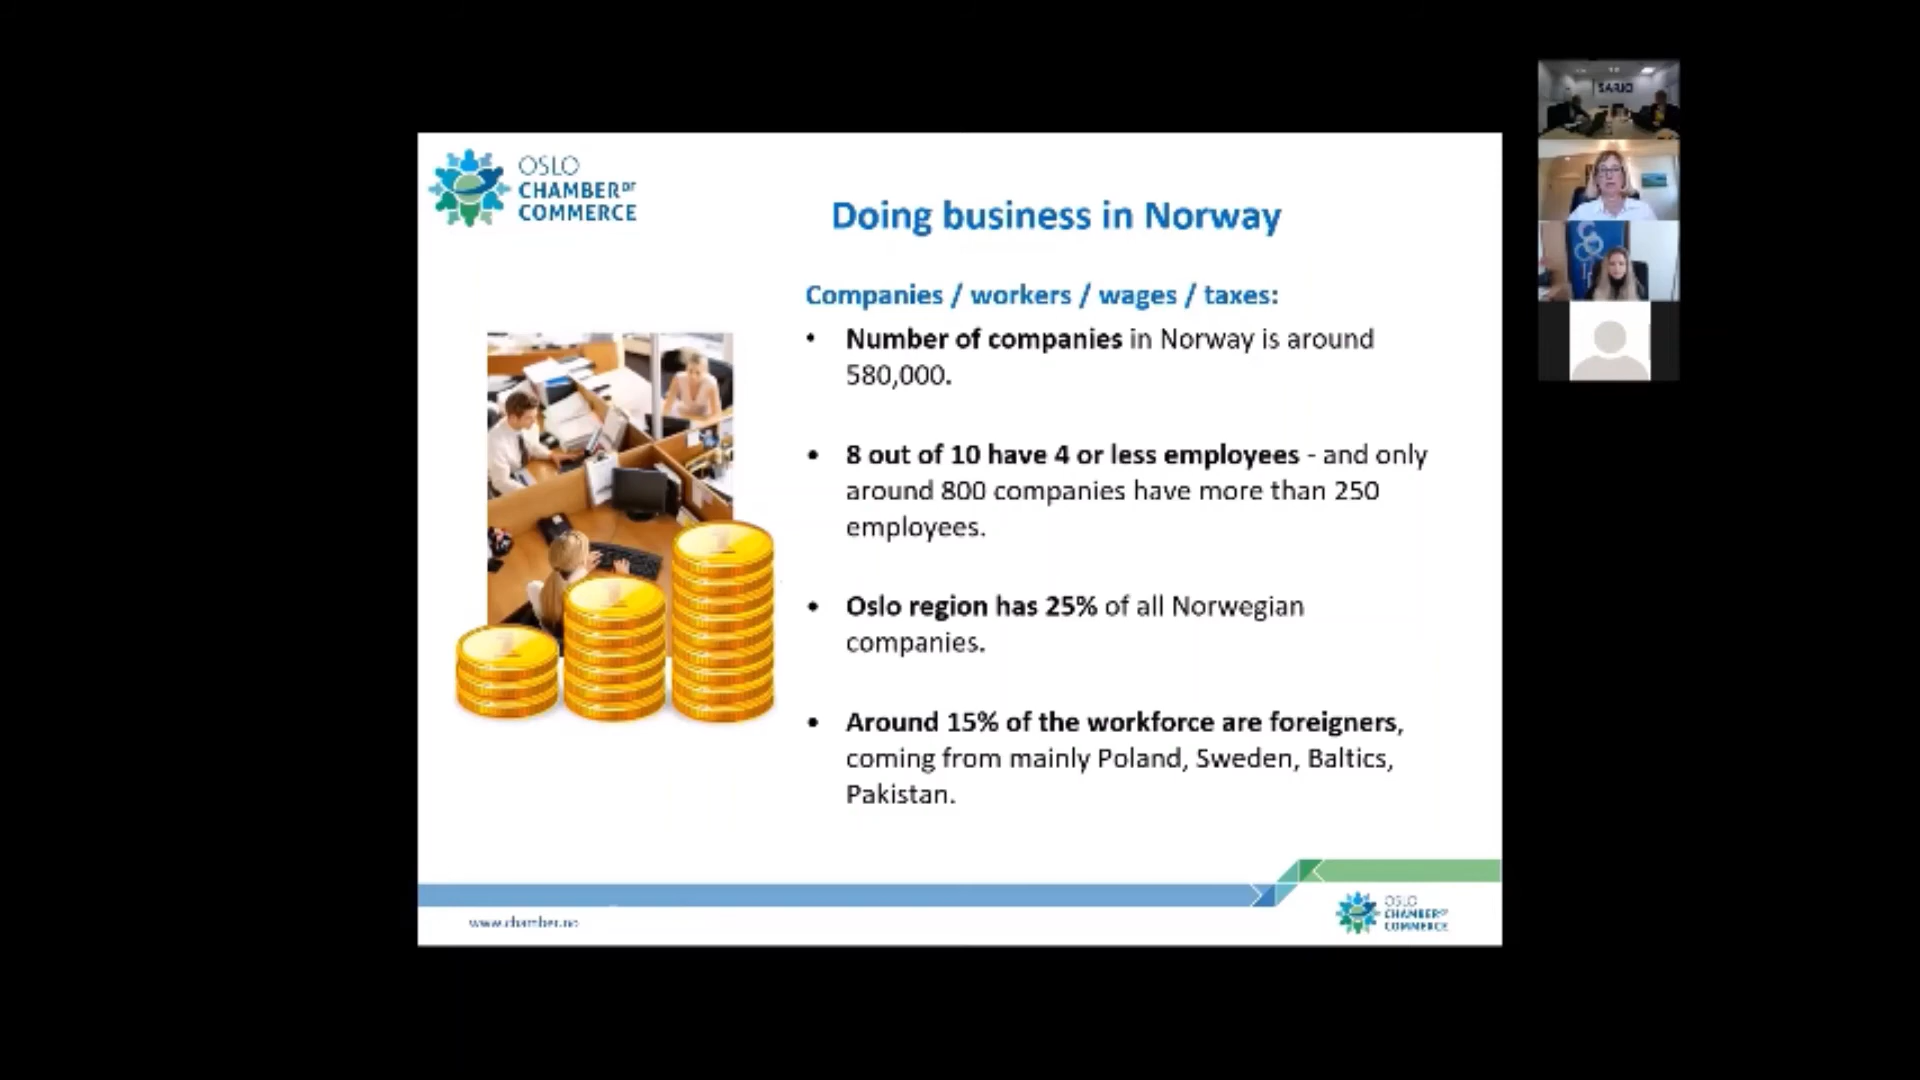 OSLO
CHAMBER OF
COMMERCE
Doing business in Norway
Companies / workers / wages / taxes:
• Number of companies in Norway is around
580,000.
• 8 out of 10 have 4 or less employees - and only
around 800 companies have more than 250
employees.
• Oslo region has 25% of all Norwegian
companies.
• Around 15% of the workforce are foreigners,
coming from mainly Poland, Sweden, Baltics,
Pakistan.
www.chamber.no
OSLO
CHAMBER OF
COMMERCE
SARIO